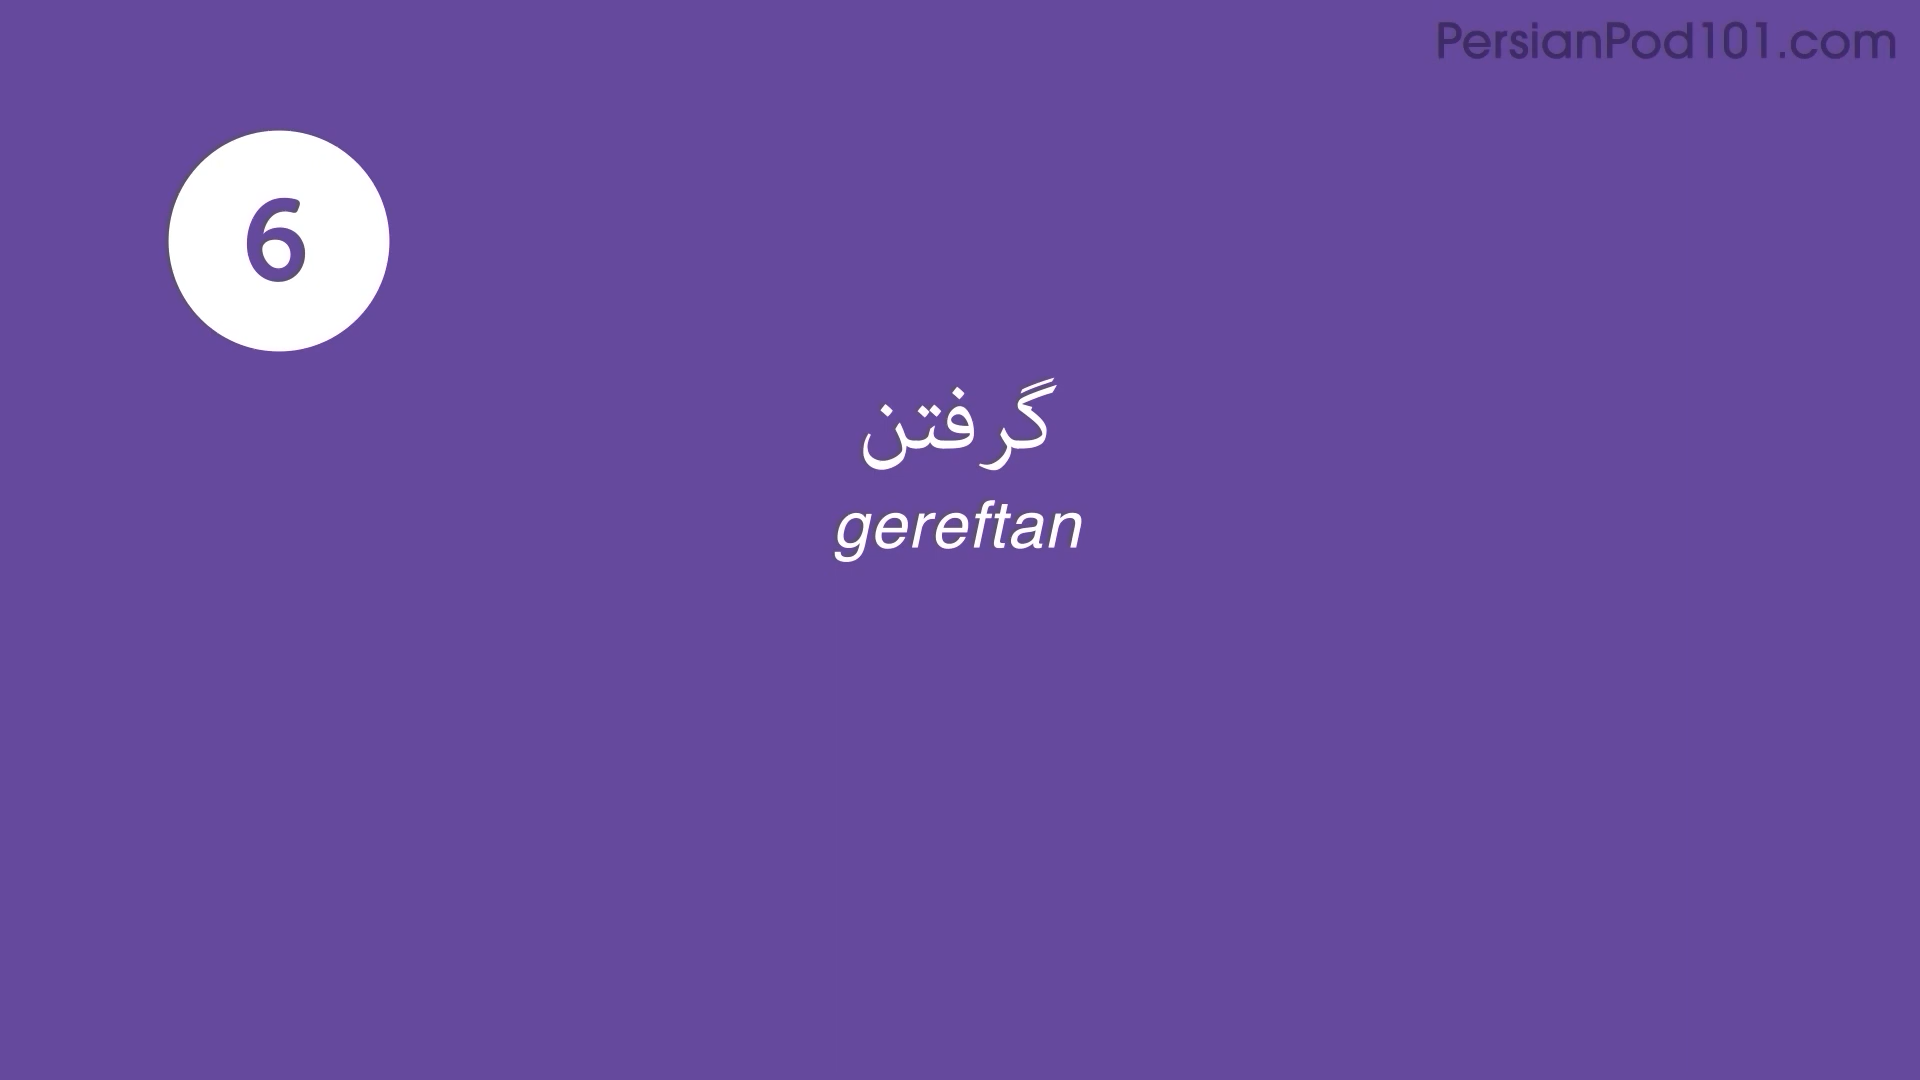 PersianPod101.com
6
گرفتن
gereftan